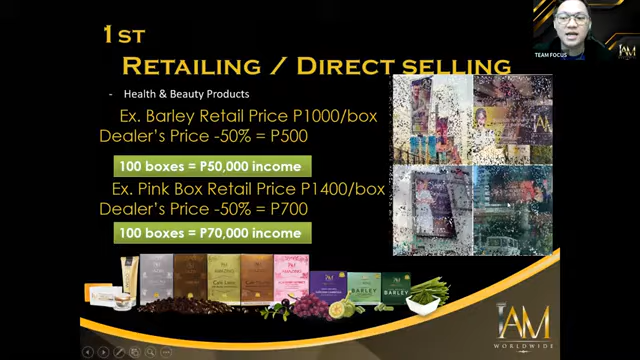 1ST
RETAILING / DIRECT SELLING
- Health & Beauty Products
Ex. Barley Retail Price P1000/box
Dealer's Price -50% = P500
100 boxes = P50,000 income
Ex. Pink Box Retail Price P1400/box
Dealer's Price -50% = P700
100 boxes = P70,000 income
TEAM FOCUS
IAM
BARLEY
BARLEY
IAM
WORLDWIDE